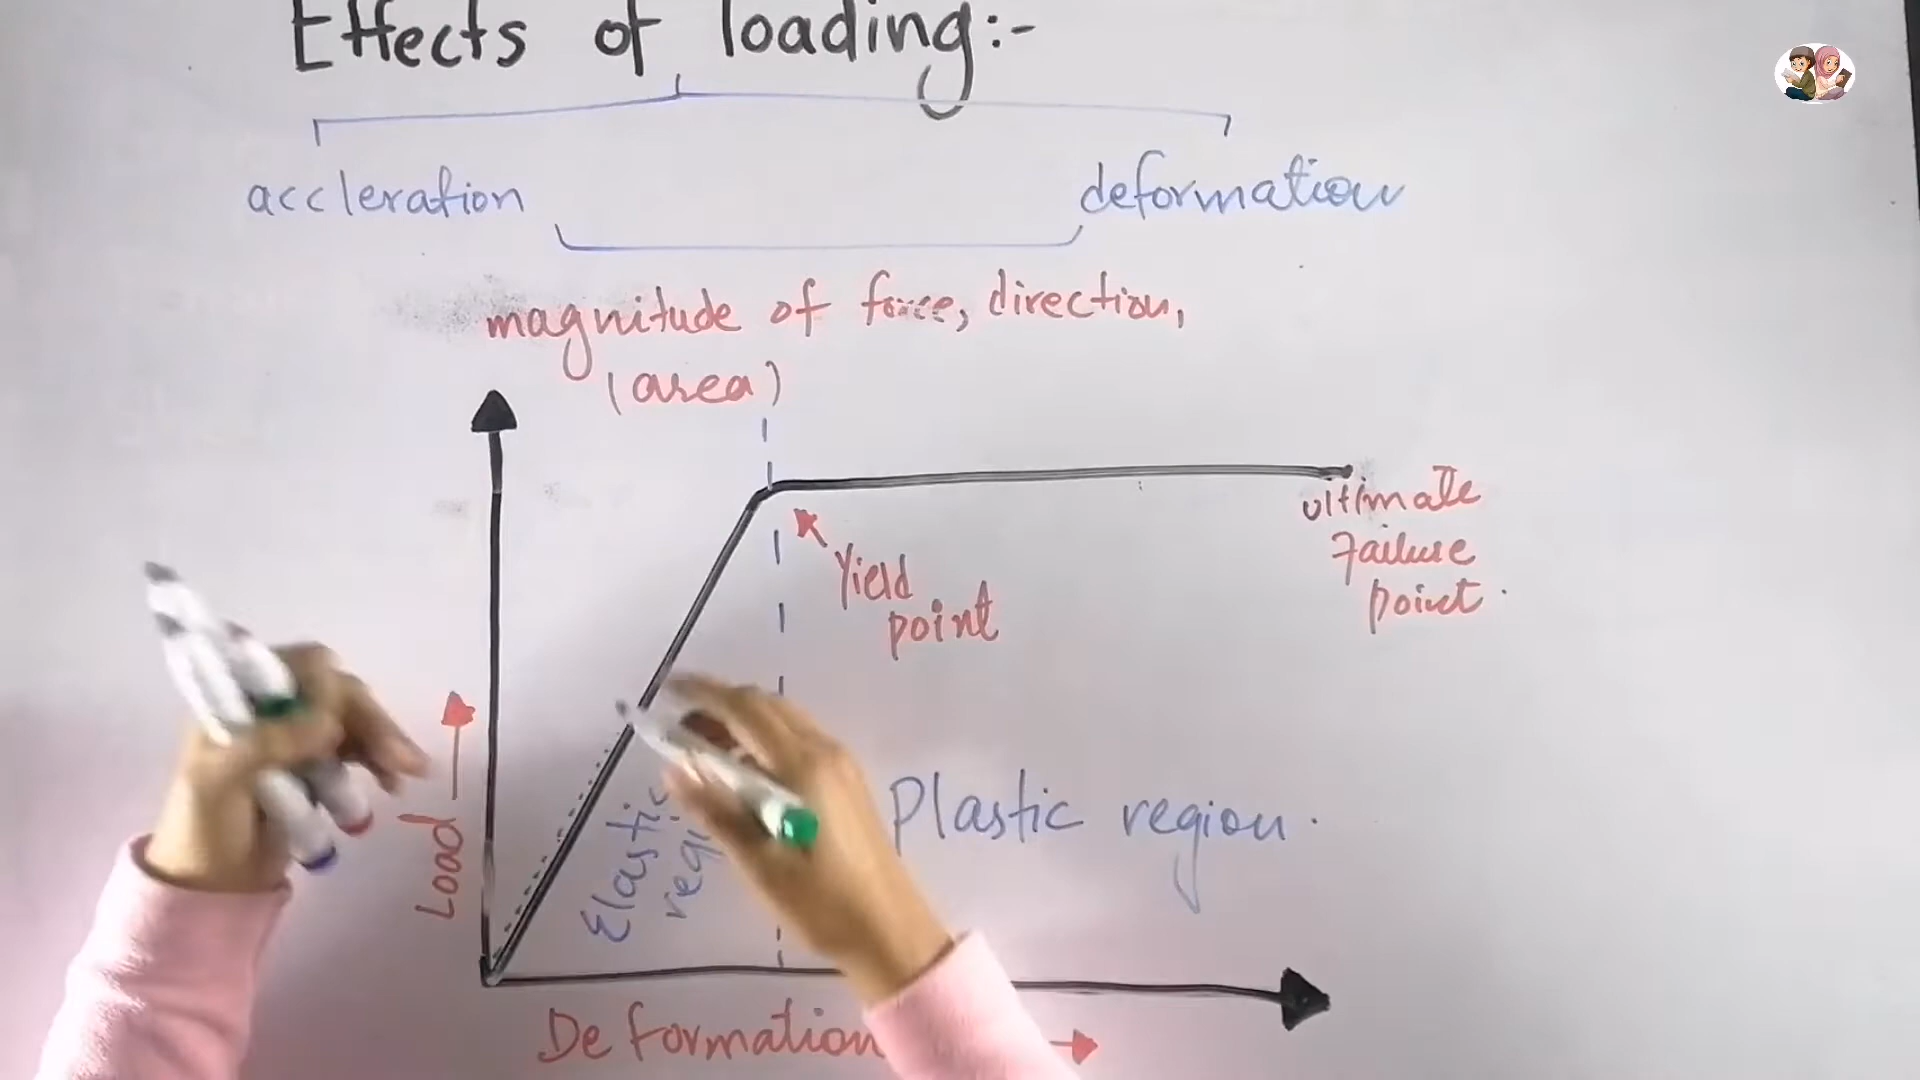 Effects of loading:-
accleration
deformation
magnitude of force, direction,
(area)
ultimate
failure
point.
Yield
point
Load
Elastic
regi
Plastic region.
Deformation